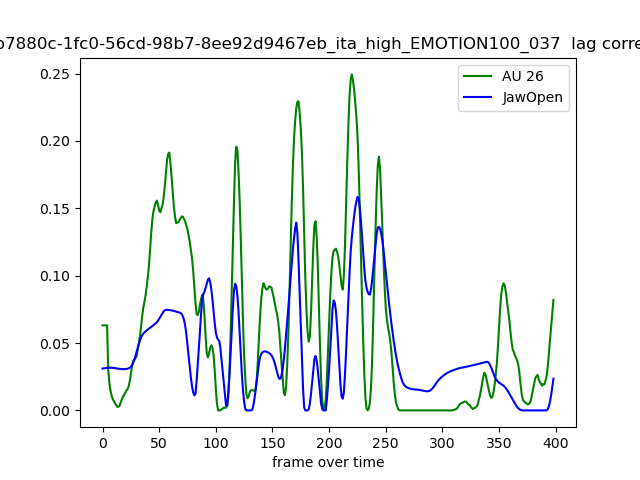 b7880c-1fc0-56cd-98b7-8ee92d9467eb_ita_high_EMOTION100_037 lag corre
AU 26
JawOpen
0.25
0.20
0.15
0.10
0.05
0.00
0 50 100 150 200 250 300 350 400
frame over time